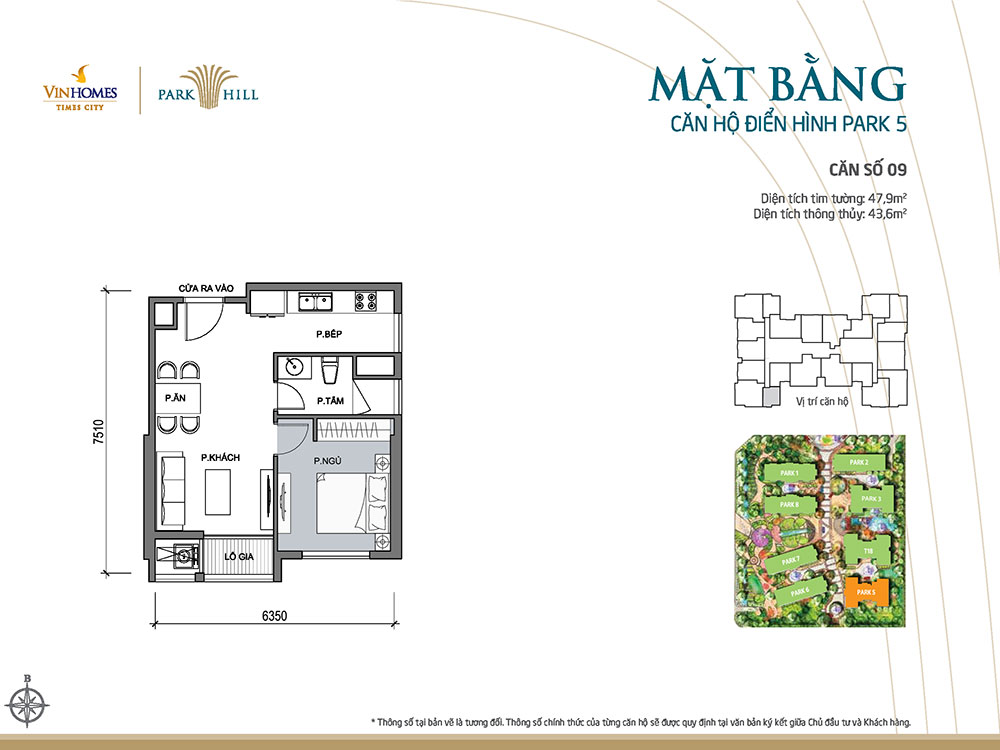 VINHOMES
TIMES CITY
PARK HILL
MẶT BẰNG
CĂN HỘ ĐIỂN HÌNH PARK 5
CĂN SỐ 09
Diện tích tim tường: 47,9m²
Diện tích thông thủy: 43,6m²
CỬA RA VÀO
P.BẾP
P.TẮM
P.ĂN
P.KHÁCH
P.NGỦ
LÔ GIA
7510
6350
Vị trí căn hộ
PARK 1
PARK 2
PARK 8
PARK 3
PARK 7
T18
PARK 6
PARK 5
B
* Thông số tại bản vẽ là tương đối. Thông số chính thức của từng căn hộ sẽ được quy định tại văn bản ký kết giữa Chủ đầu tư và Khách hàng.